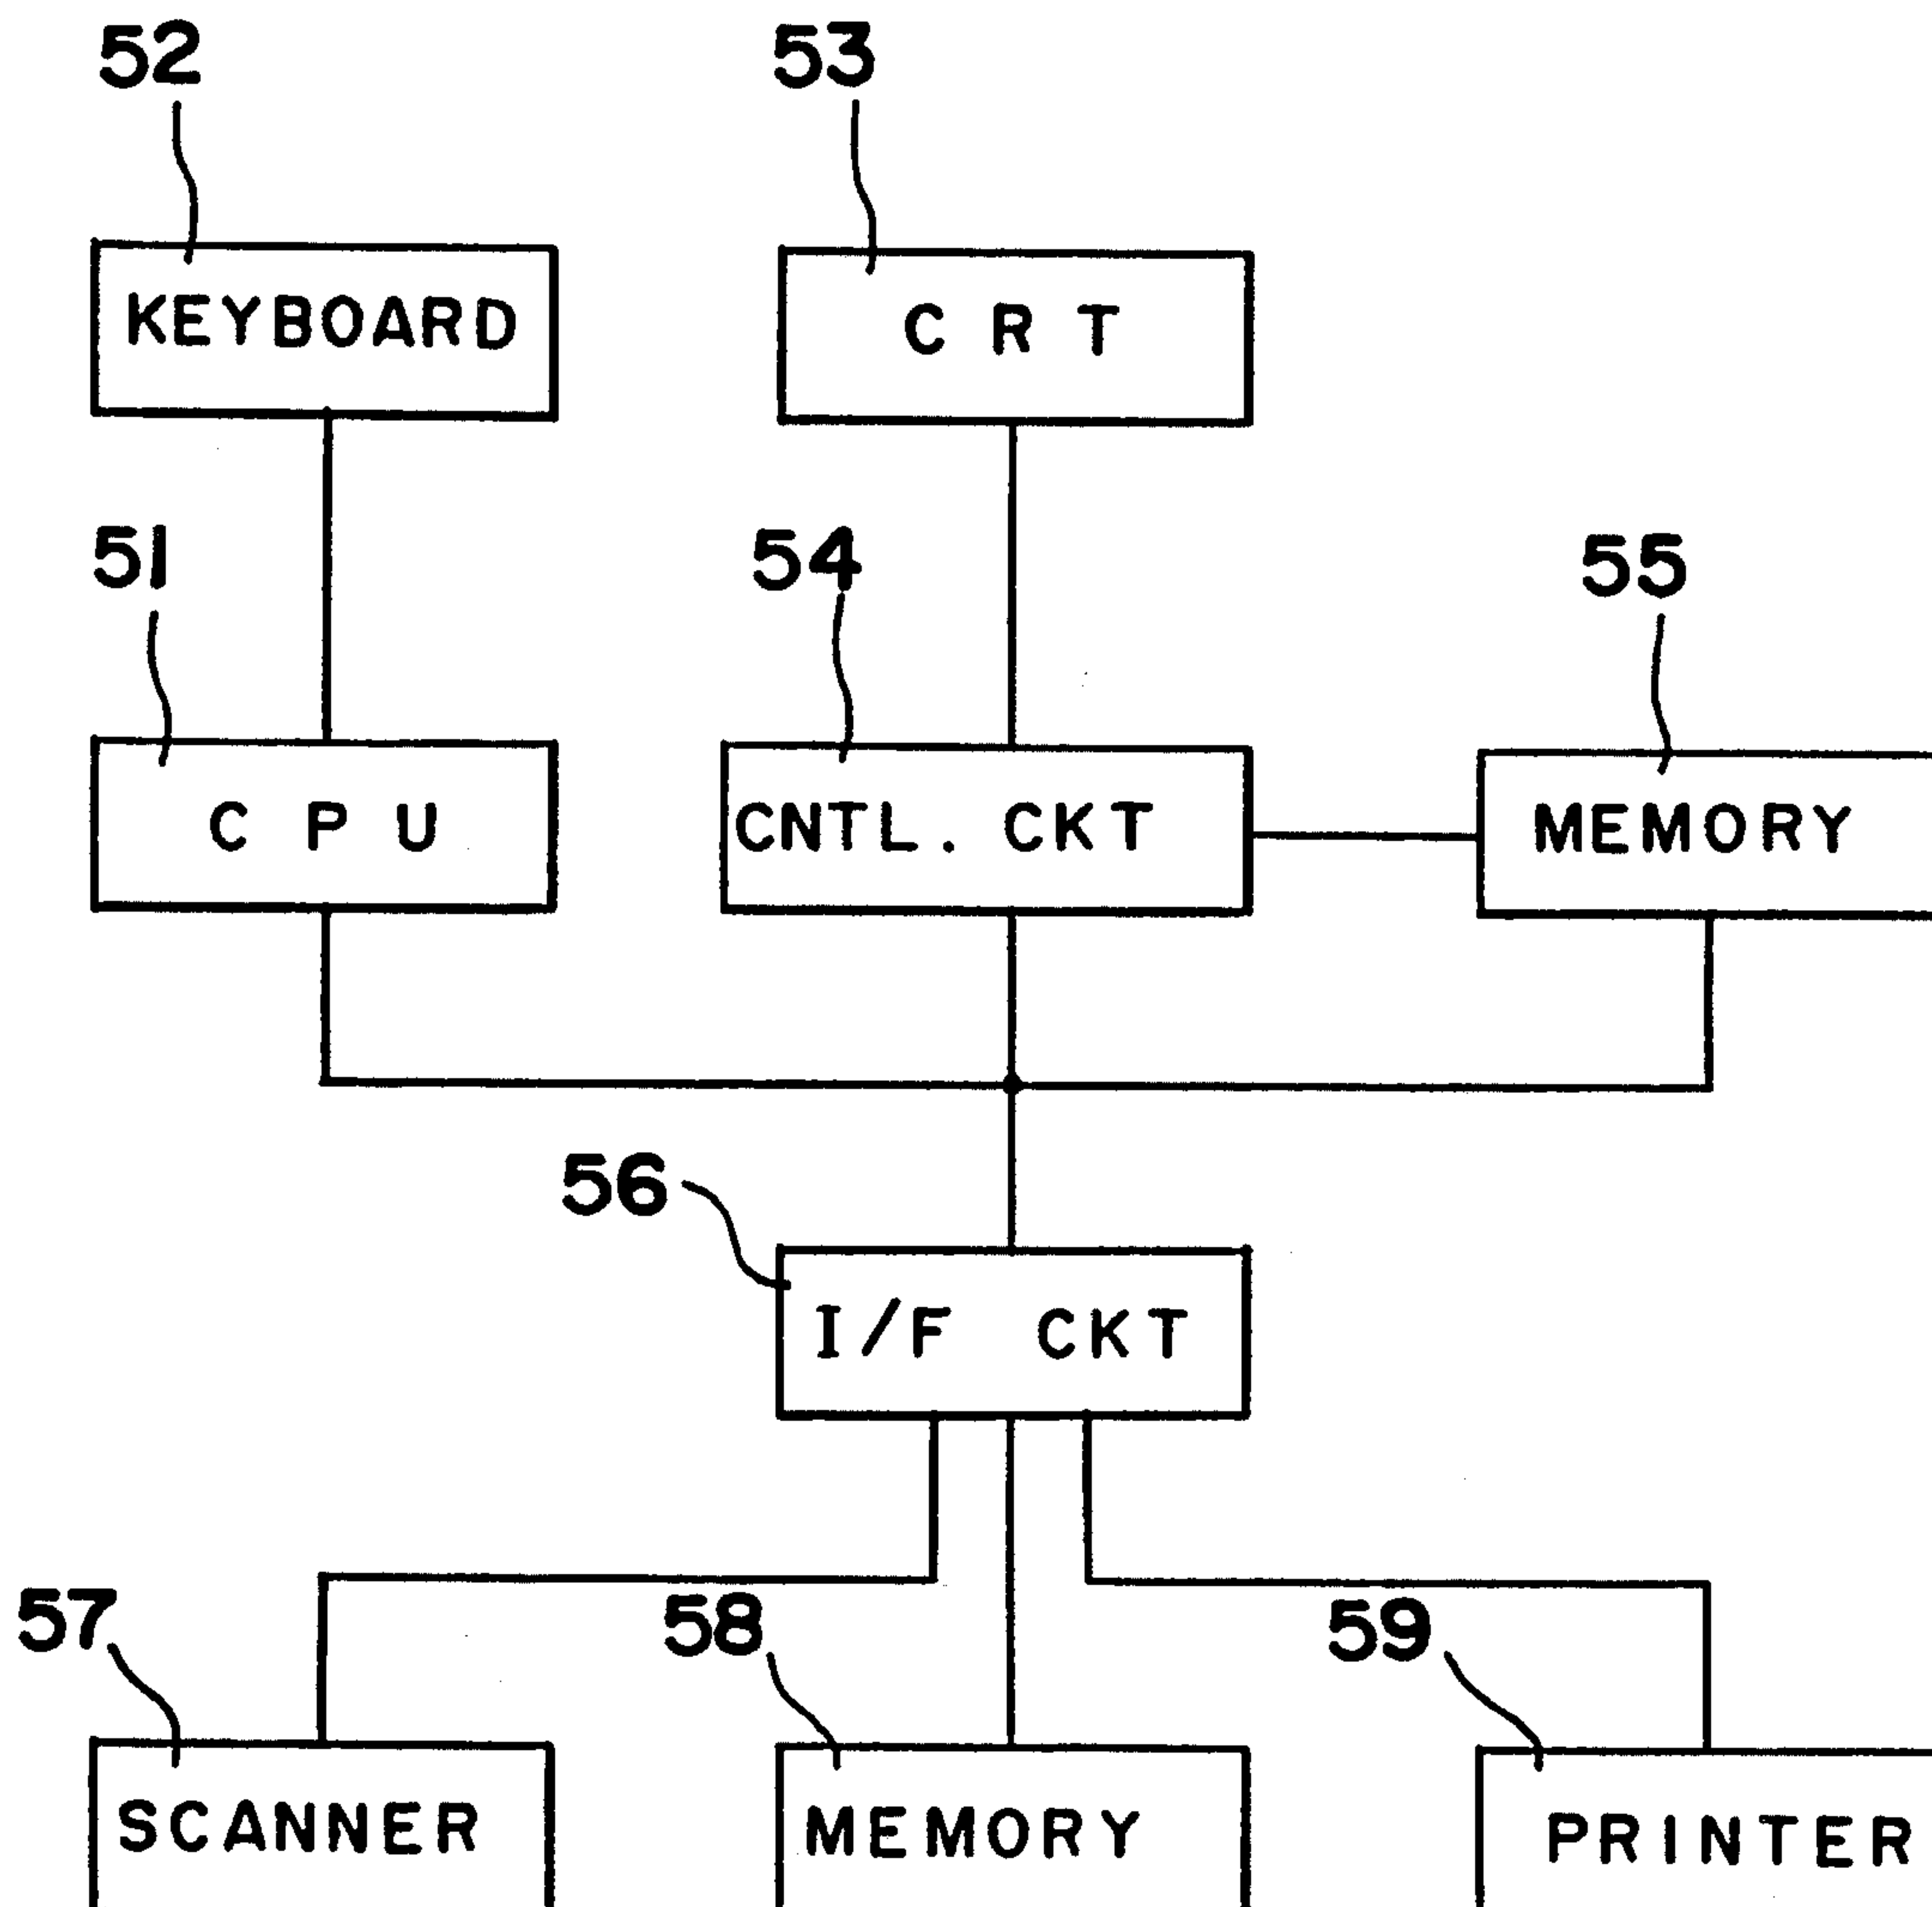 52
53
KEYBOARD
C R T
51
54
55
C P U
CNTL. CKT
MEMORY
56
I/F CKT
57
58
59
SCANNER
MEMORY
PRINTER